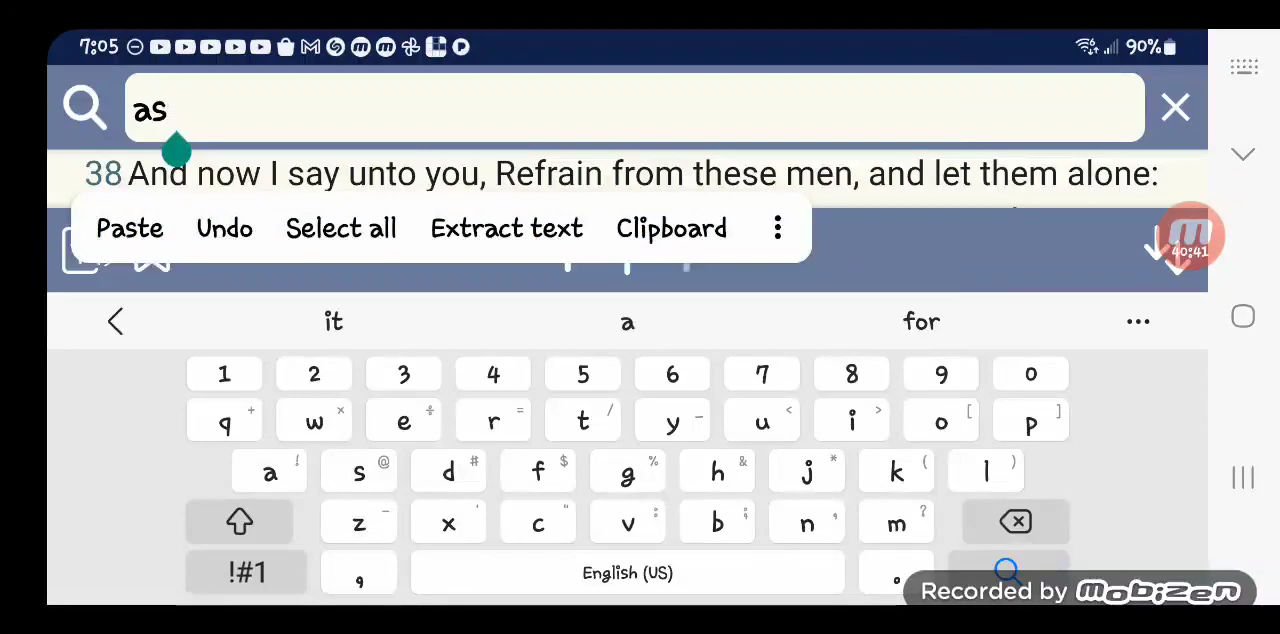 7:05 90%
as
38 And now I say unto you, Refrain from these men, and let them alone:
Paste Undo Select all Extract text Clipboard
40:41
it a for
1 2 3 4 5 6 7 8 9 0
q + w × e ÷ r = t / y – u < i > o [ p ]
a ! s @ d # f $ g % h & j * k ( l )
z - x ' c " v : b ; n , m ?
!#1 , English (US) .
Recorded by MOBIZEN